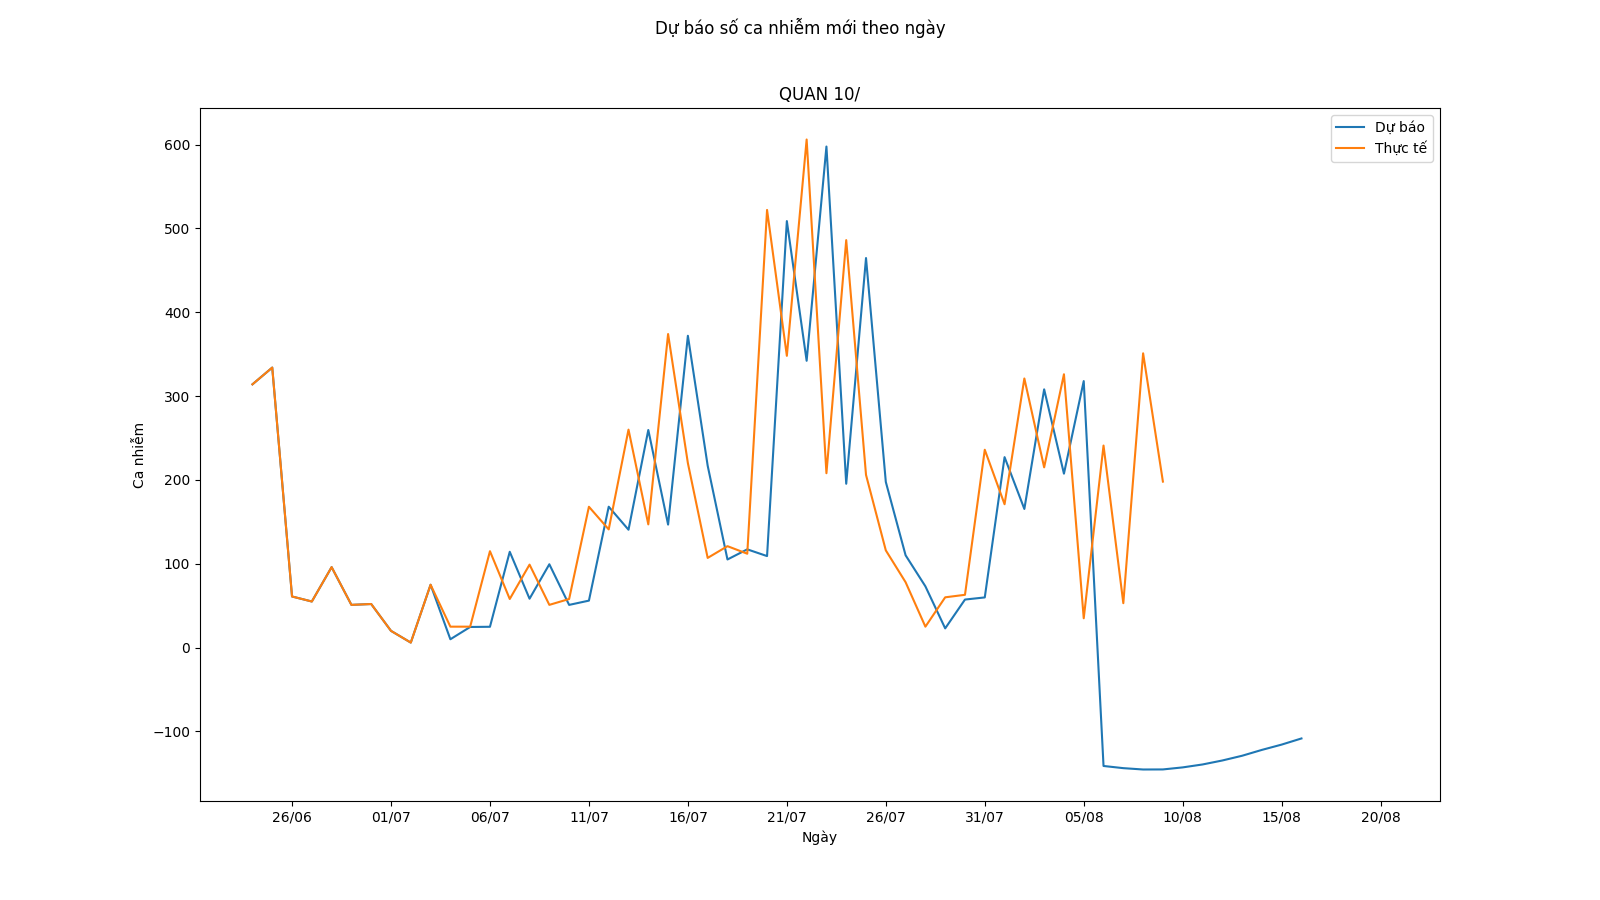 Dự báo số ca nhiễm mới theo ngày
QUAN 10/
Dự báo
Thực tế
600
500
400
300
200
100
0
−100
Ca nhiễm
26/06 01/07 06/07 11/07 16/07 21/07 26/07 31/07 05/08 10/08 15/08 20/08
Ngày